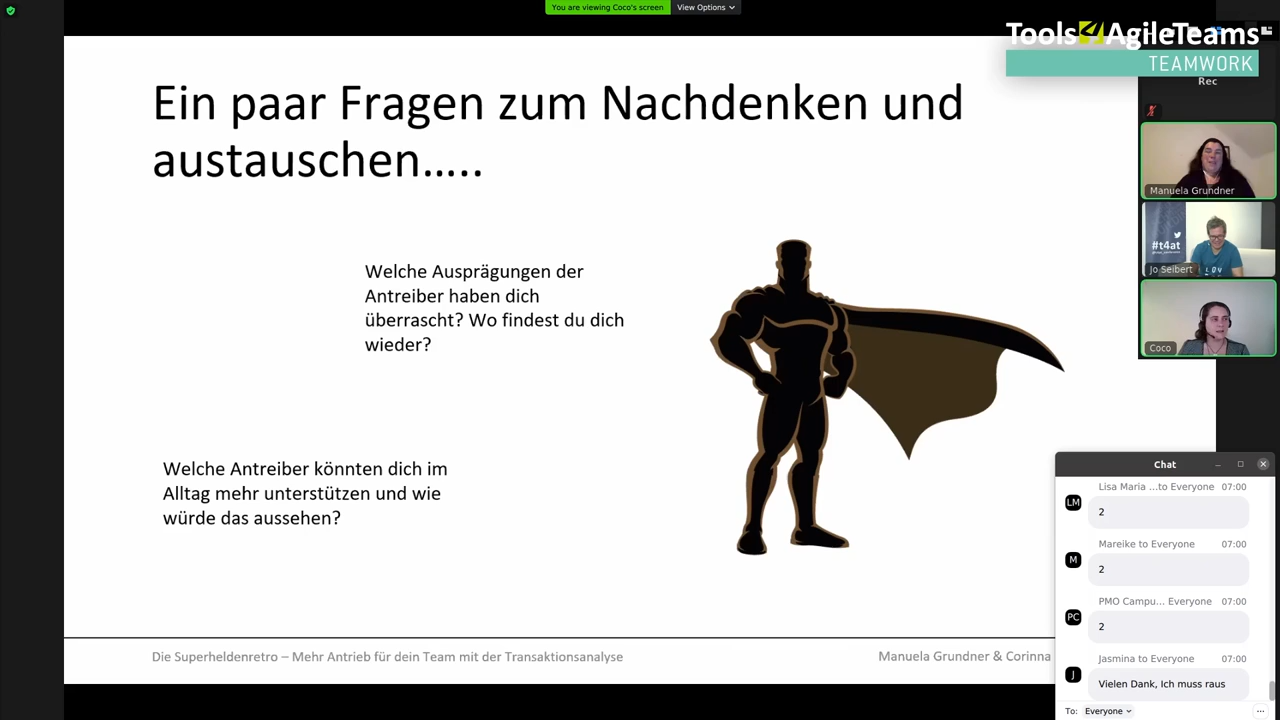 You are viewing Coco's screen
View Options
Tools4AgileTeams
TEAMWORK
Rec
Ein paar Fragen zum Nachdenken und
austauschen…..
Manuela Grundner
#t4at
Jo Seibert
Coco
Welche Ausprägungen der
Antreiber haben dich
überrascht? Wo findest du dich
wieder?
Welche Antreiber könnten dich im
Alltag mehr unterstützen und wie
würde das aussehen?
Die Superheldenretro – Mehr Antrieb für dein Team mit der Transaktionsanalyse
Manuela Grundner & Corinna
Chat
Lisa Maria ...to Everyone 07:00
LM
2
Mareike to Everyone 07:00
M
2
PMO Campu... Everyone 07:00
PC
2
Jasmina to Everyone 07:00
J
Vielen Dank, Ich muss raus
To: Everyone